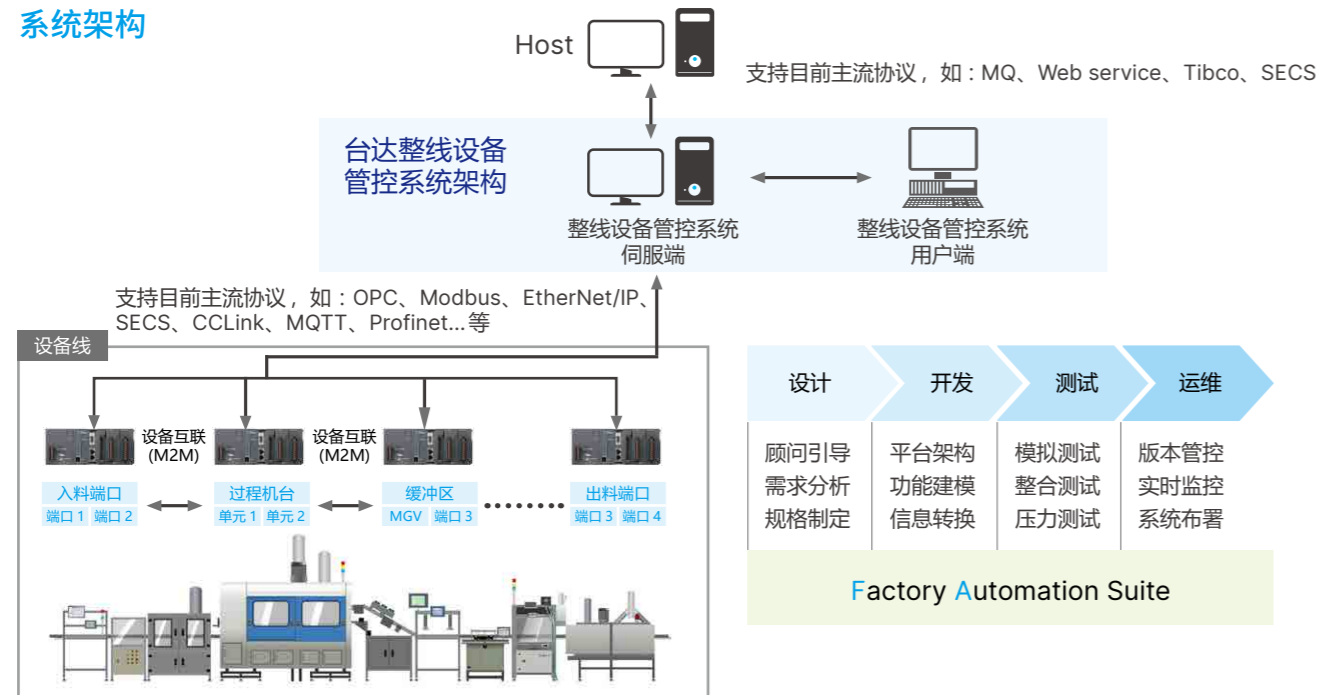 系统架构
Host
支持目前主流协议，如：MQ、Web service、Tibco、SECS
台达整线设备
管控系统架构
整线设备管控系统
伺服端
整线设备管控系统
用户端
支持目前主流协议，如：OPC、Modbus、EtherNet/IP、
SECS、CCLink、MQTT、Profinet...等
设备线
设备互联
(M2M)
设备互联
(M2M)
入料端口
端口 1 端口 2
过程机台
单元 1 单元 2
缓冲区
MGV 端口 3
出料端口
端口 3 端口 4
设计 开发 测试 运维
顾问引导 平台架构 模拟测试 版本管控
需求分析 功能建模 整合测试 实时监控
规格制定 信息转换 压力测试 系统布署
Factory Automation Suite